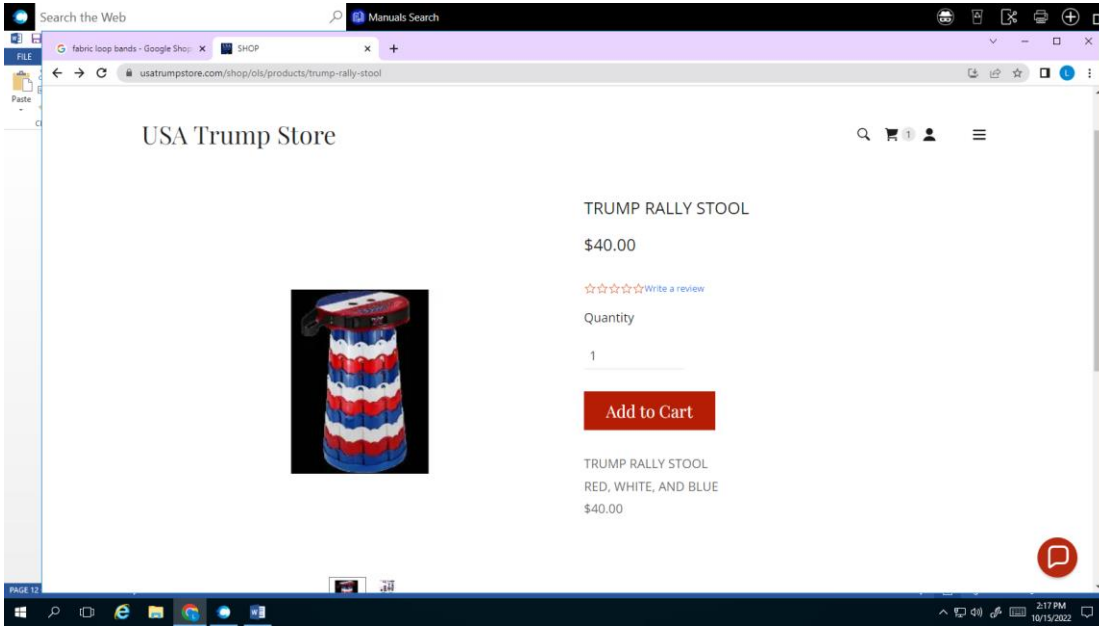 Search the Web
Manuals Search
FILE
fabric loop bands - Google Shop
SHOP
usatrumpstore.com/shop/ols/products/trump-rally-stool
L
Paste
USA Trump Store
1
TRUMP RALLY STOOL
$40.00
Write a review
Quantity
1
Add to Cart
TRUMP RALLY STOOL
RED, WHITE, AND BLUE
$40.00
PAGE 12
2:17 PM
10/15/2022